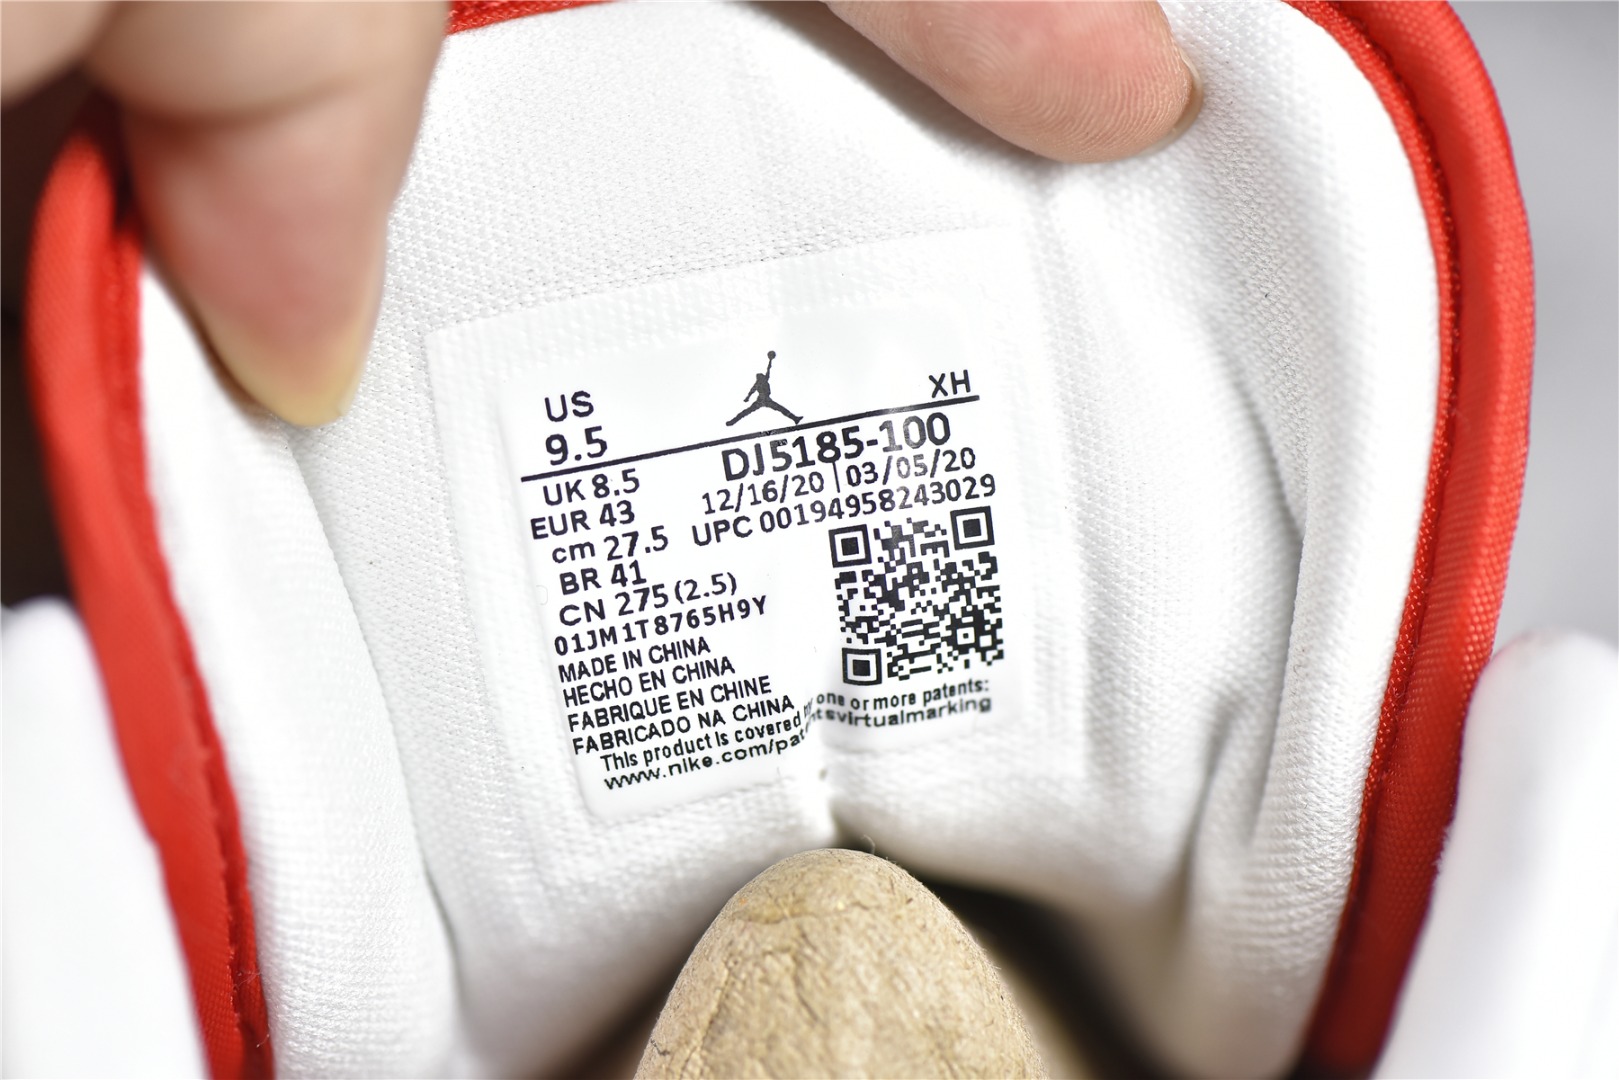 US XH
9.5
DJ5185-100
UK 8.5 12/16/20 | 03/05/20
EUR 43 UPC 00194958243029
cm 27.5
BR 41
CN 275 (2.5)
01JM1T8765H9Y
MADE IN CHINA
HECHO EN CHINA
FABRIQUE EN CHINE
FABRICADO NA CHINA
This product is covered by one or more patents:
www.nike.com/patentsvirtualmarking